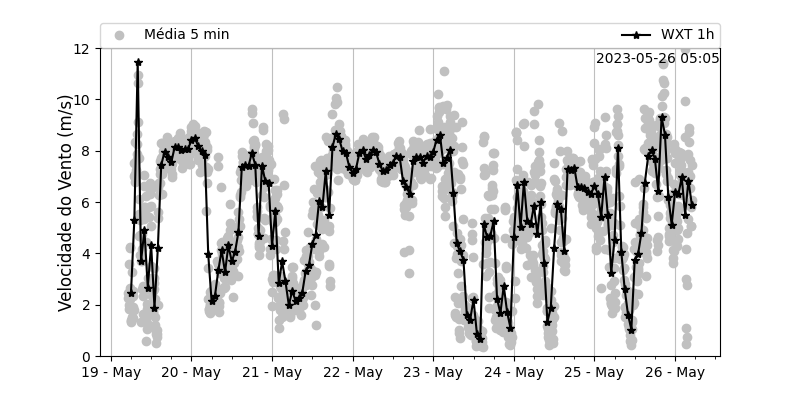 Média 5 min
WXT 1h
2023-05-26 05:05
Velocidade do Vento (m/s)
12
10
8
6
4
2
0
19 - May 20 - May 21 - May 22 - May 23 - May 24 - May 25 - May 26 - May